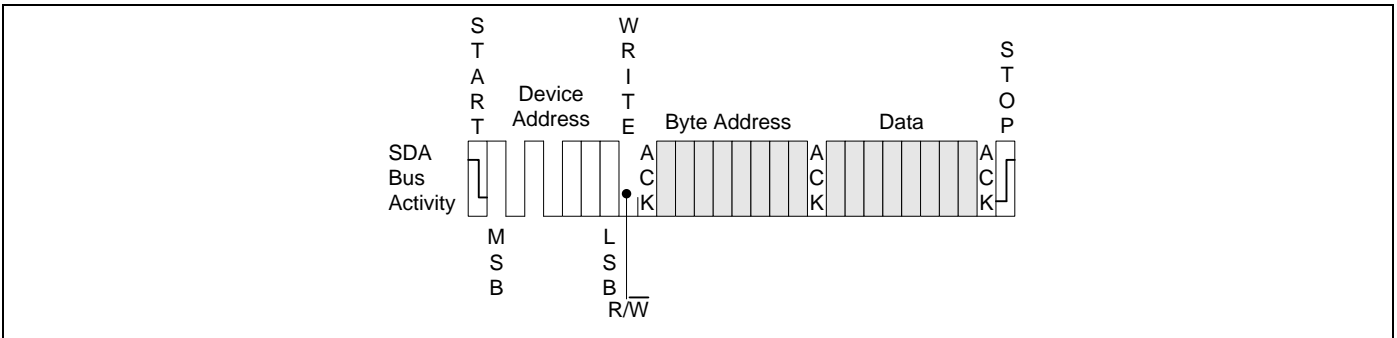 START
WRITE
STOP
Device
Address
Byte Address
Data
SDA
Bus
Activity
ACK
ACK
ACK
MSB
LSB
R/W̅